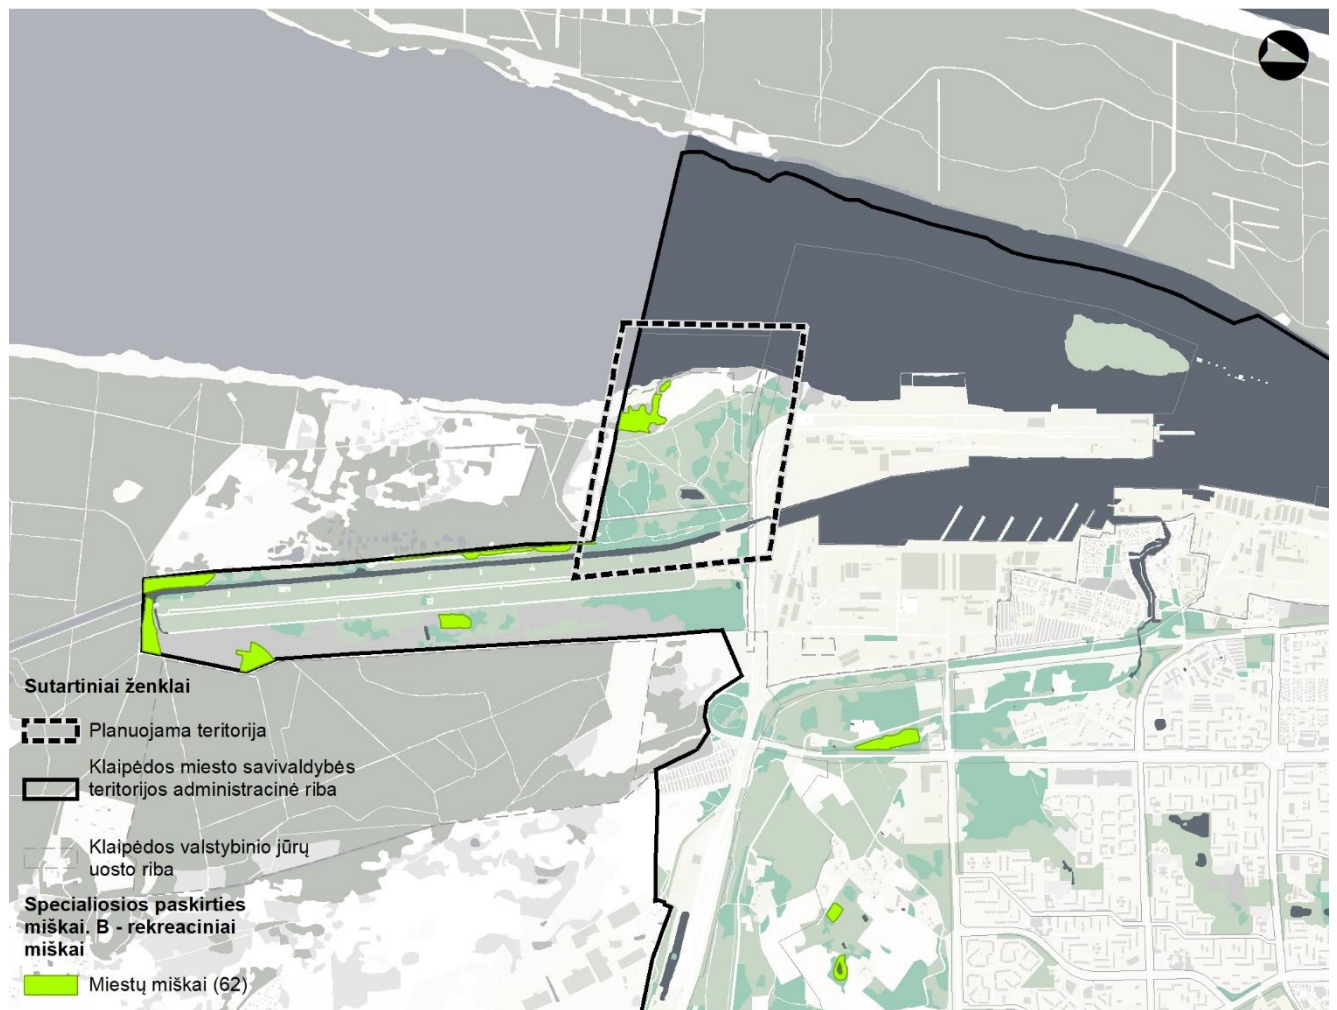 Sutartiniai ženklai
Planuojama teritorija
Klaipėdos miesto savivaldybės
teritorijos administracinė riba
Klaipėdos valstybinio jūrų
uosto riba
Specialiosios paskirties
miškai. B - rekreaciniai
miškai
Miestų miškai (62)